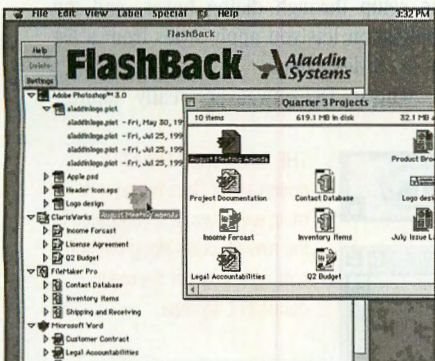 File Edit View Label Special Help
3:32 PM
FlashBack
Help
Delete
Settings
FlashBack
Aladdin
Systems
Adobe Photoshop™ 3.0
aladdinlogo.pict
aladdinlogo.pict - Fri, May 30, 19
aladdinlogo.pict - Fri, Jul 25, 199
aladdinlogo.pict - Fri, Jul 25, 199
aladdinlogo.pict - Fri, Jul 25, 199
Apple psd
Header Icon.eps
Logo design
August Meeting Agenda
ClarisWorks
Income Forcast
License Agreement
Q2 Budget
FileMaker Pro
Contact Database
Inventory Items
Shipping and Receiving
Microsoft Word
Customer Contract
Legal Accountabilities
Quarter 3 Projects
10 items
619.1 MB in disk
32.1 MB a
August Meeting Agenda
Product Bro
Project Documentation
Contact Database
Logo desi
Income Forcast
Inventory Items
July Issue L
Legal Accountabilities
Q2 Budget